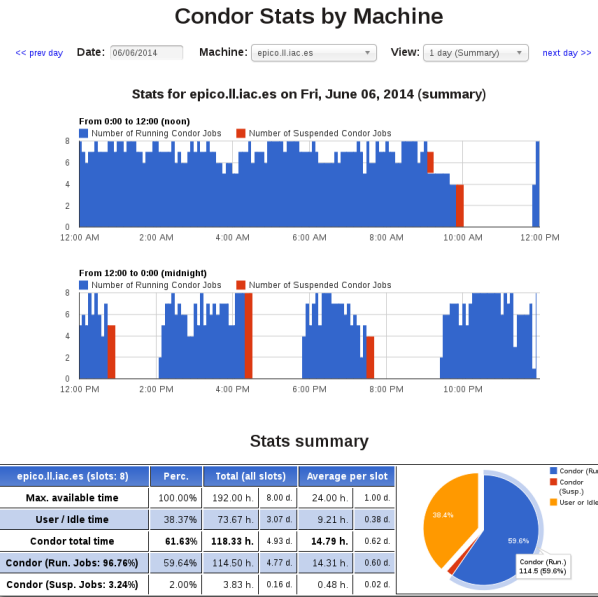 Condor Stats by Machine
<< prev day Date: 06/06/2014 Machine: epico.ll.iac.es View: 1 day (Summary) next day >>
Stats for epico.ll.iac.es on Fri, June 06, 2014 (summary)
From 0:00 to 12:00 (noon)
Number of Running Condor Jobs Number of Suspended Condor Jobs
8
6
4
2
0
12:00 AM 2:00 AM 4:00 AM 6:00 AM 8:00 AM 10:00 AM 12:00 PM
From 12:00 to 0:00 (midnight)
Number of Running Condor Jobs Number of Suspended Condor Jobs
8
6
4
2
0
12:00 PM 2:00 PM 4:00 PM 6:00 PM 8:00 PM 10:00 PM
Stats summary
epico.ll.iac.es (slots: 8) Perc. Total (all slots) Average per slot
Max. available time 100.00% 192.00 h. 8.00 d. 24.00 h. 1.00 d.
User / Idle time 38.37% 73.67 h. 3.07 d. 9.21 h. 0.38 d.
Condor total time 61.63% 118.33 h. 4.93 d. 14.79 h. 0.62 d.
Condor (Run. Jobs: 96.76%) 59.64% 114.50 h. 4.77 d. 14.31 h. 0.60 d.
Condor (Susp. Jobs: 3.24%) 2.00% 3.83 h. 0.16 d. 0.48 h. 0.02 d.
Condor (Ru
Condor
(Susp.)
User or Idle
38.4%
59.6%
Condor (Run.)
114.5 (59.6%)